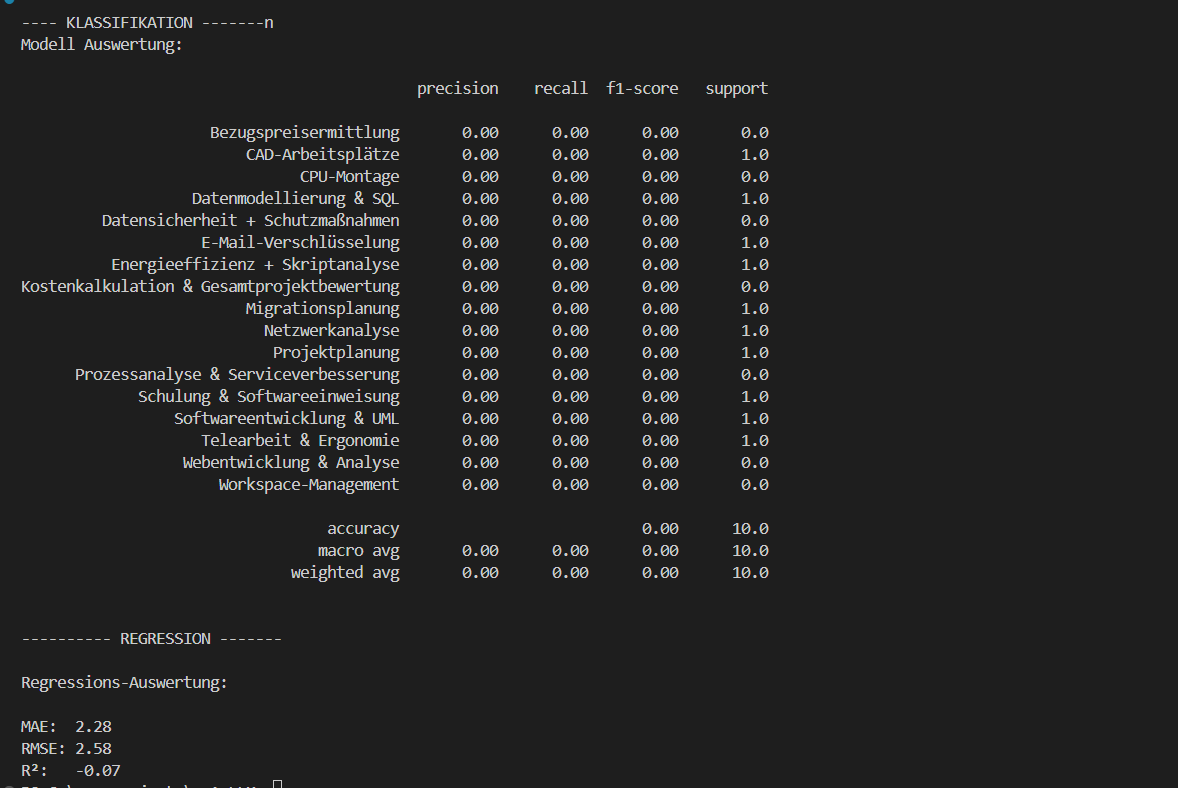 ---- KLASSIFIKATION -------n
Modell Auswertung:
precision recall f1-score support
Bezugspreisermittlung 0.00 0.00 0.00 0.0
CAD-Arbeitsplätze 0.00 0.00 0.00 1.0
CPU-Montage 0.00 0.00 0.00 0.0
Datenmodellierung & SQL 0.00 0.00 0.00 1.0
Datensicherheit + Schutzmaßnahmen 0.00 0.00 0.00 0.0
E-Mail-Verschlüsselung 0.00 0.00 0.00 1.0
Energieeffizienz + Skriptanalyse 0.00 0.00 0.00 1.0
Kostenkalkulation & Gesamtprojektbewertung 0.00 0.00 0.00 0.0
Migrationsplanung 0.00 0.00 0.00 1.0
Netzwerkanalyse 0.00 0.00 0.00 1.0
Projektplanung 0.00 0.00 0.00 1.0
Prozessanalyse & Serviceverbesserung 0.00 0.00 0.00 0.0
Schulung & Softwareeinweisung 0.00 0.00 0.00 1.0
Softwareentwicklung & UML 0.00 0.00 0.00 1.0
Telearbeit & Ergonomie 0.00 0.00 0.00 1.0
Webentwicklung & Analyse 0.00 0.00 0.00 0.0
Workspace-Management 0.00 0.00 0.00 0.0
accuracy 0.00 10.0
macro avg 0.00 0.00 0.00 10.0
weighted avg 0.00 0.00 0.00 10.0
---------- REGRESSION -------
Regressions-Auswertung:
MAE: 2.28
RMSE: 2.58
R²: -0.07